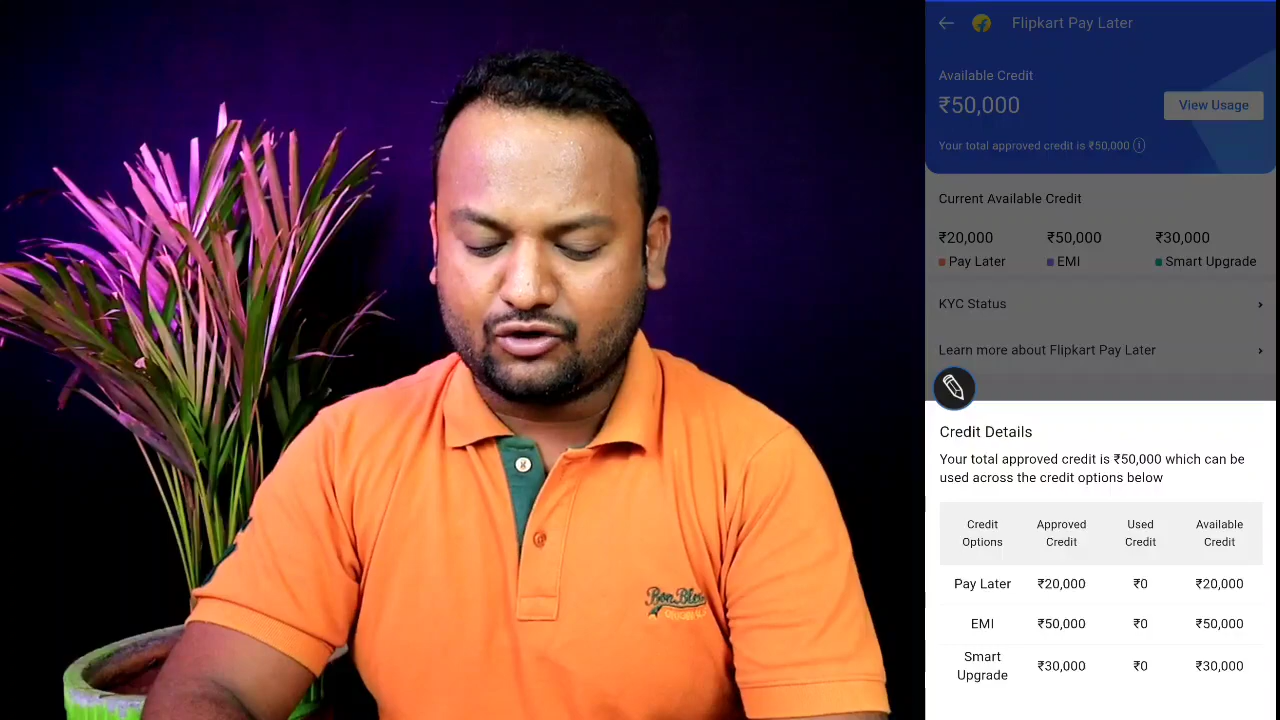 Flipkart Pay Later
Available Credit
₹50,000
View Usage
Your total approved credit is ₹50,000
Current Available Credit
₹20,000 ₹50,000 ₹30,000
Pay Later EMI Smart Upgrade
KYC Status
Learn more about Flipkart Pay Later
Credit Details
Your total approved credit is ₹50,000 which can be
used across the credit options below
Credit Approved Used Available
Options Credit Credit Credit
Pay Later ₹20,000 ₹0 ₹20,000
EMI ₹50,000 ₹0 ₹50,000
Smart
Upgrade ₹30,000 ₹0 ₹30,000